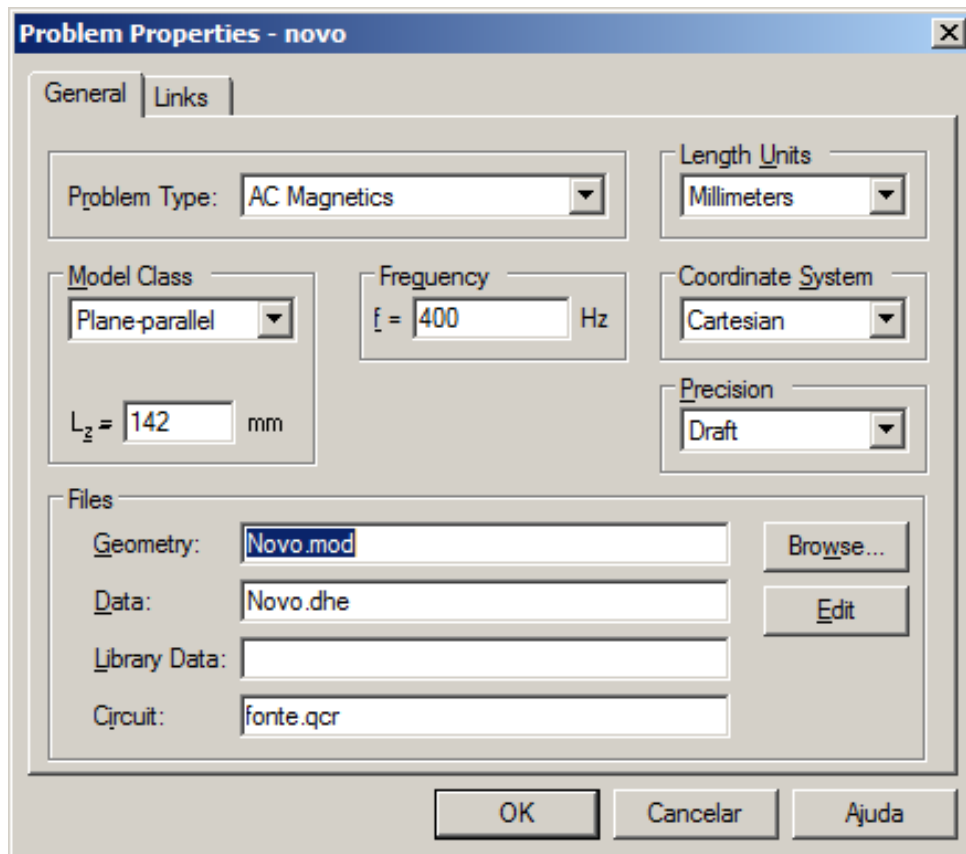 Problem Properties - novo
General
Links
Problem Type:
AC Magnetics
Length Units
Millimeters
Model Class
Plane-parallel
Lz =
142
mm
Frequency
f =
400
Hz
Coordinate System
Cartesian
Precision
Draft
Files
Geometry:
Novo.mod
Browse...
Data:
Novo.dhe
Edit
Library Data:
Circuit:
fonte.qcr
OK
Cancelar
Ajuda